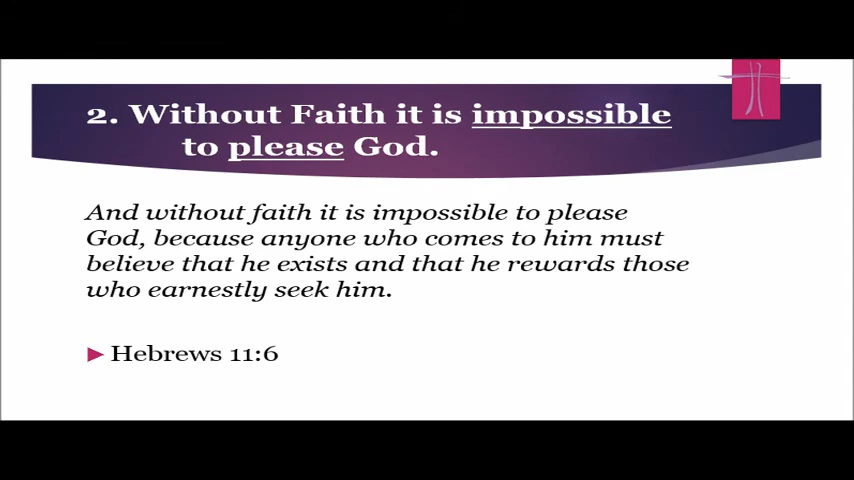 2. Without Faith it is impossible
to please God.
And without faith it is impossible to please
God, because anyone who comes to him must
believe that he exists and that he rewards those
who earnestly seek him.
Hebrews 11:6